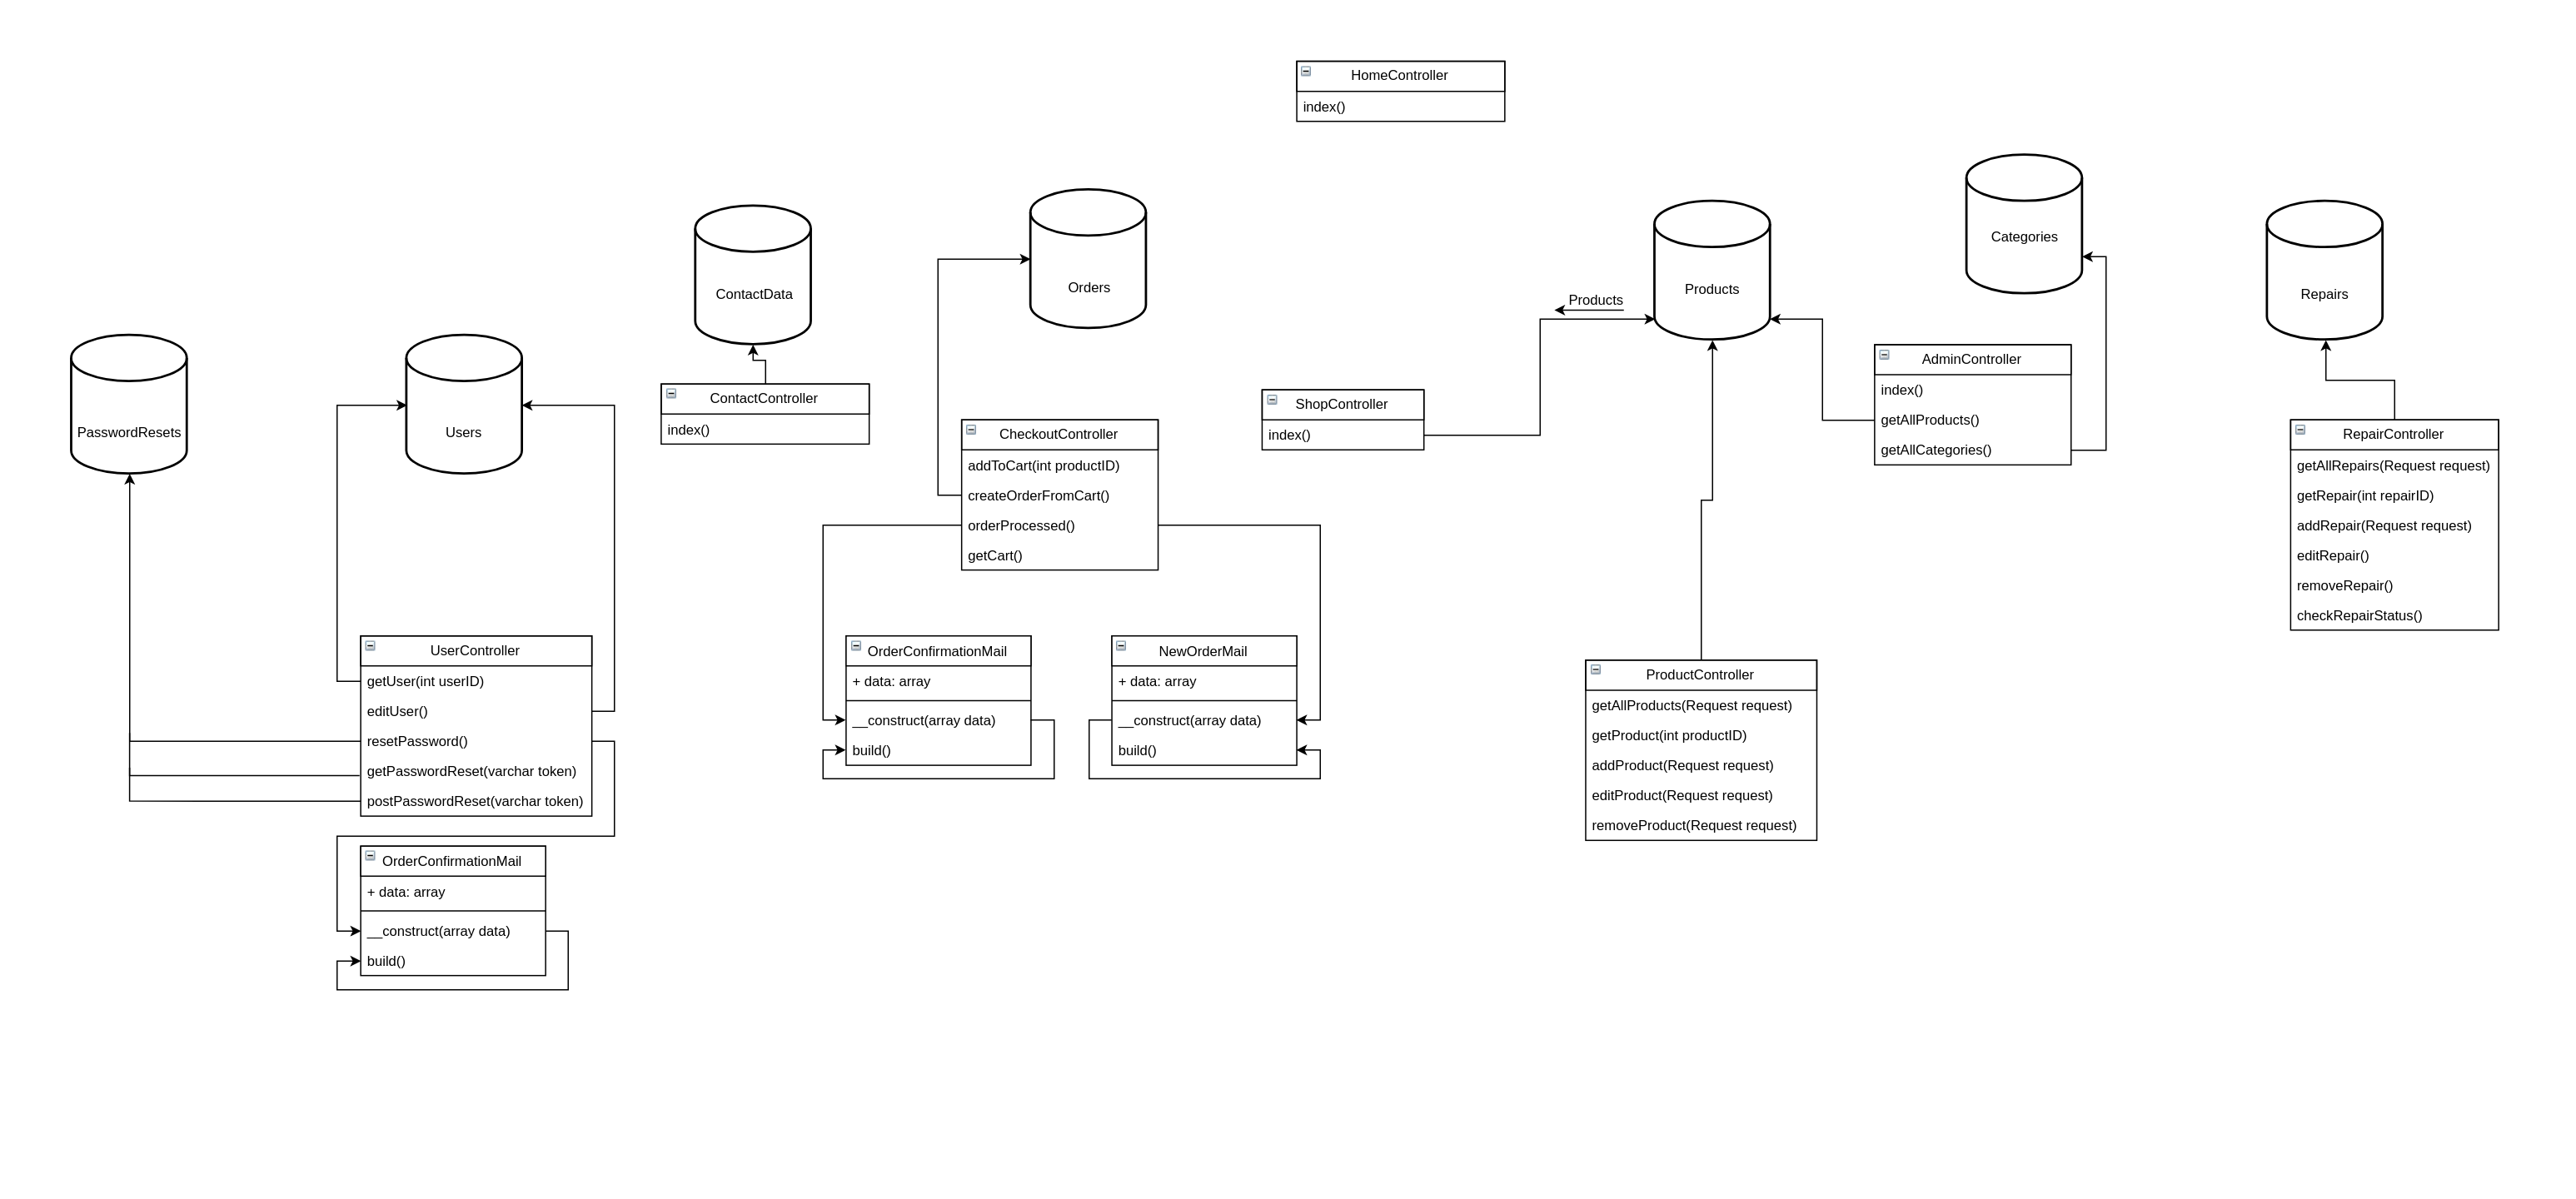 HomeController
index()
Categories
Orders
ContactData
Products
Products
Repairs
PasswordResets
Users
ContactController
index()
CheckoutController
addToCart(int productID)
createOrderFromCart()
orderProcessed()
getCart()
ShopController
index()
AdminController
index()
getAllProducts()
getAllCategories()
RepairController
getAllRepairs(Request request)
getRepair(int repairID)
addRepair(Request request)
editRepair()
removeRepair()
checkRepairStatus()
UserController
getUser(int userID)
editUser()
resetPassword()
getPasswordReset(varchar token)
postPasswordReset(varchar token)
OrderConfirmationMail
+ data: array
__construct(array data)
build()
NewOrderMail
+ data: array
__construct(array data)
build()
ProductController
getAllProducts(Request request)
getProduct(int productID)
addProduct(Request request)
editProduct(Request request)
removeProduct(Request request)
OrderConfirmationMail
+ data: array
__construct(array data)
build()